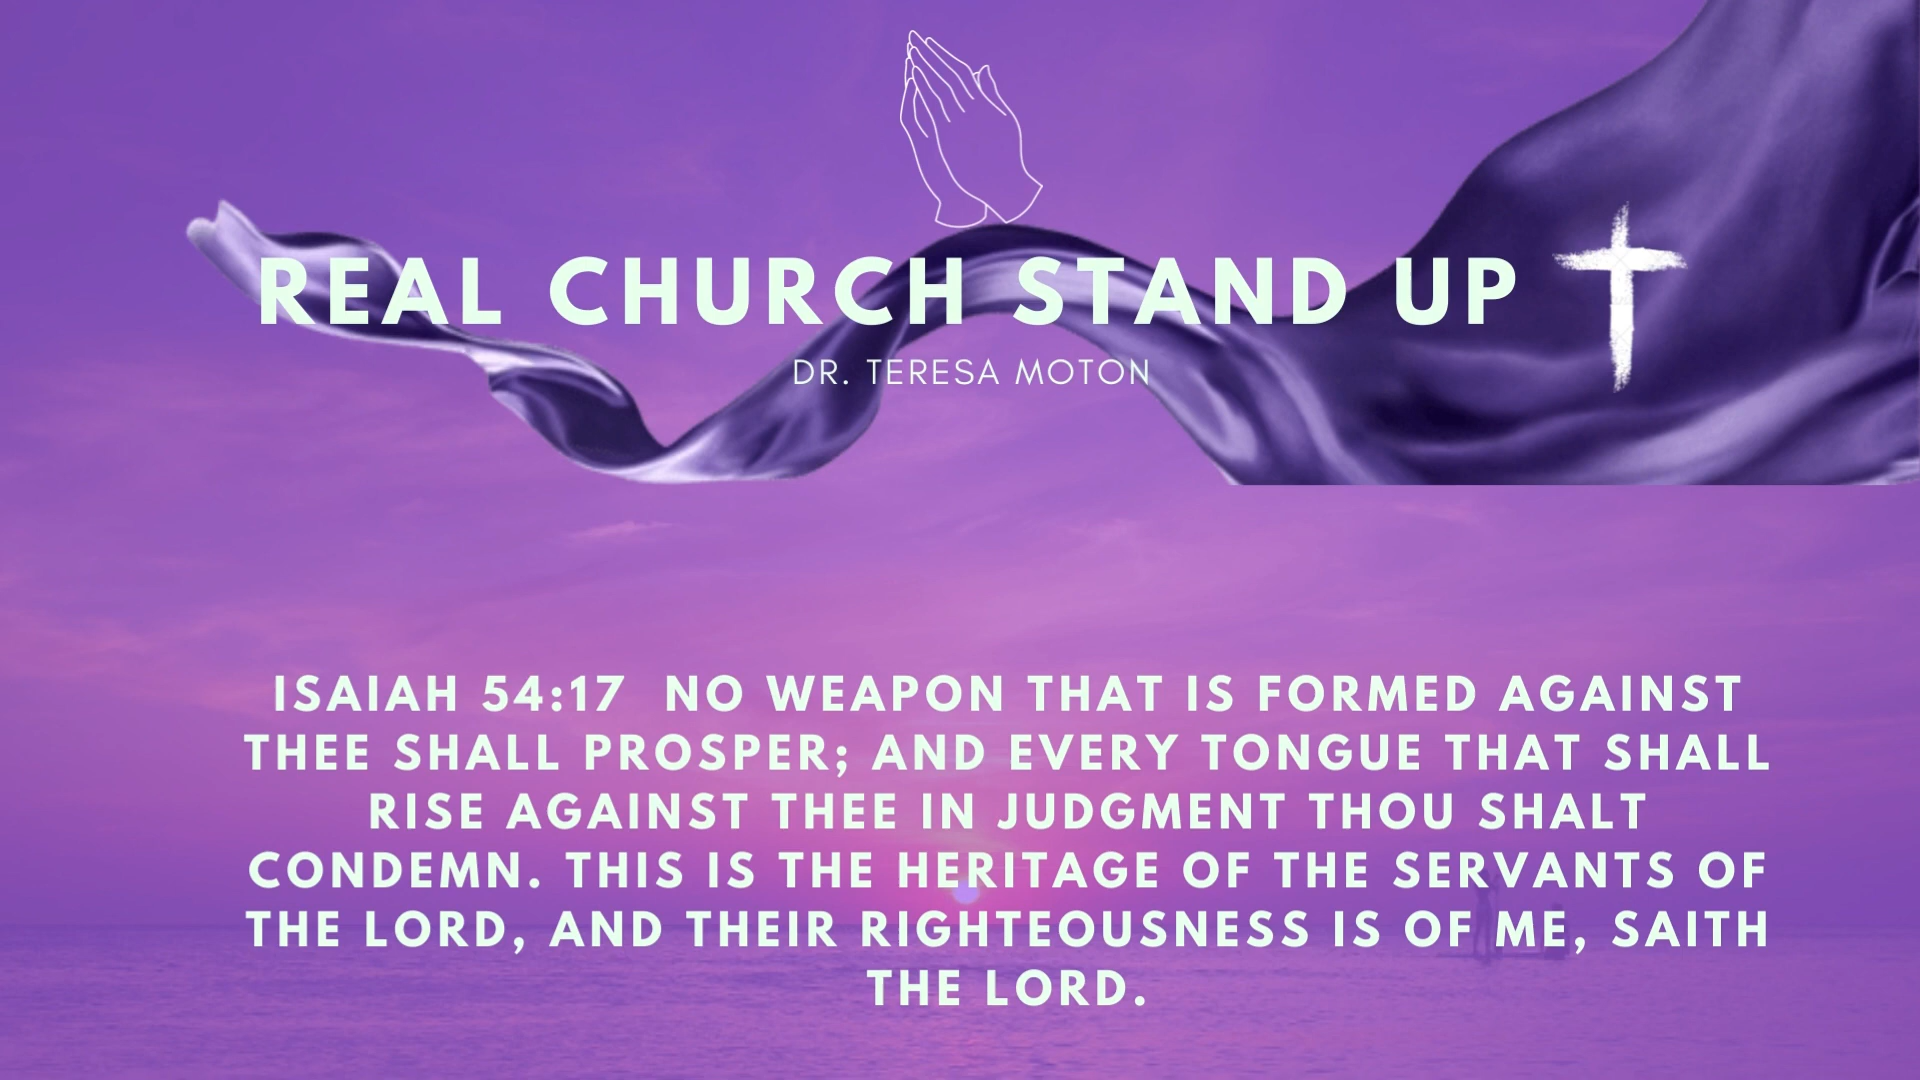 REAL CHURCH STAND UP
DR. TERESA MOTON
ISAIAH 54:17  NO WEAPON THAT IS FORMED AGAINST
THEE SHALL PROSPER; AND EVERY TONGUE THAT SHALL
RISE AGAINST THEE IN JUDGMENT THOU SHALT
CONDEMN. THIS IS THE HERITAGE OF THE SERVANTS OF
THE LORD, AND THEIR RIGHTEOUSNESS IS OF ME, SAITH
THE LORD.